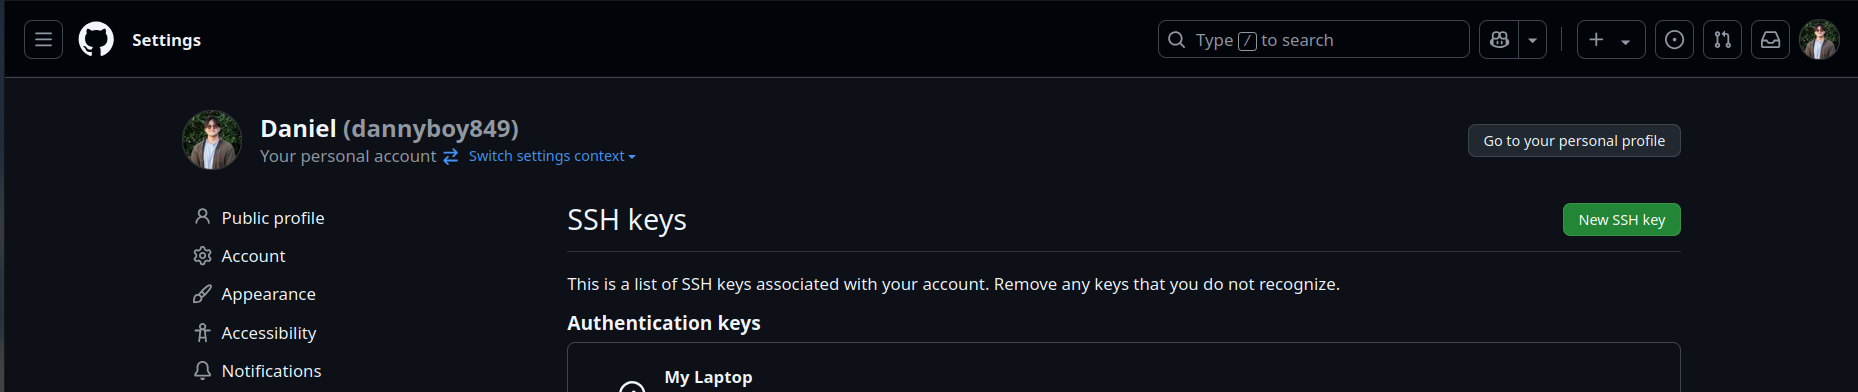 Settings
Type / to search
Daniel (dannyboy849)
Your personal account Switch settings context
Go to your personal profile
Public profile
Account
Appearance
Accessibility
Notifications
SSH keys
New SSH key
This is a list of SSH keys associated with your account. Remove any keys that you do not recognize.
Authentication keys
My Laptop